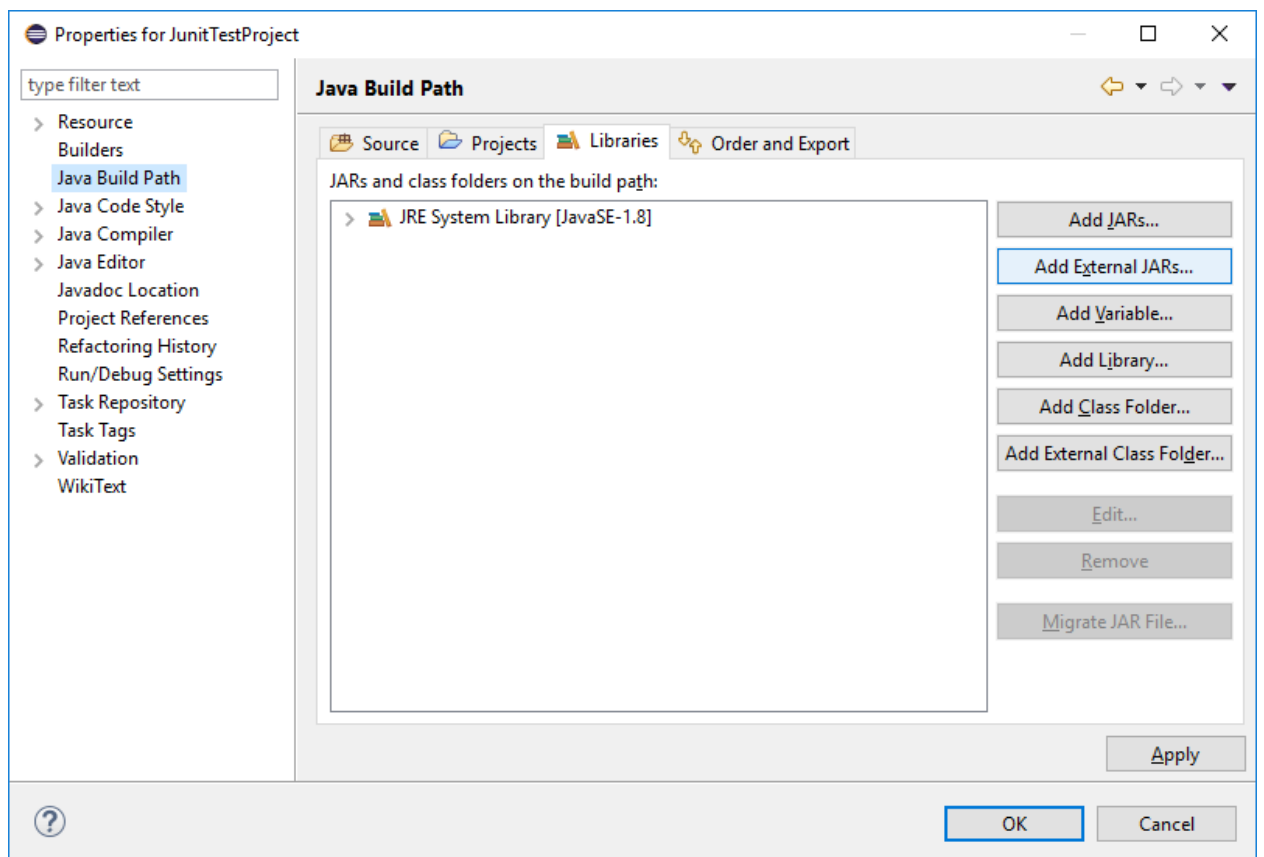 Properties for JunitTestProject
type filter text
Resource
Builders
Java Build Path
Java Code Style
Java Compiler
Java Editor
Javadoc Location
Project References
Refactoring History
Run/Debug Settings
Task Repository
Task Tags
Validation
WikiText
Java Build Path
Source Projects Libraries Order and Export
JARs and class folders on the build path:
JRE System Library [JavaSE-1.8]
Add JARs...
Add External JARs...
Add Variable...
Add Library...
Add Class Folder...
Add External Class Folder...
Edit...
Remove
Migrate JAR File...
Apply
?
OK Cancel